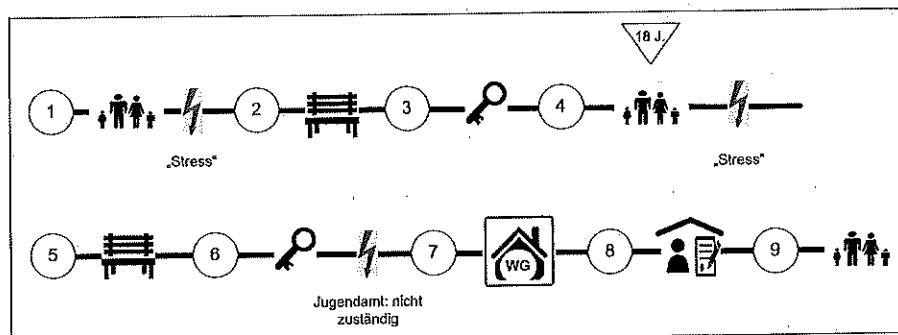 18 J.
1
2
3
4
„Stress“
„Stress“
5
6
7
WG
8
9
Jugendamt: nicht
zuständig